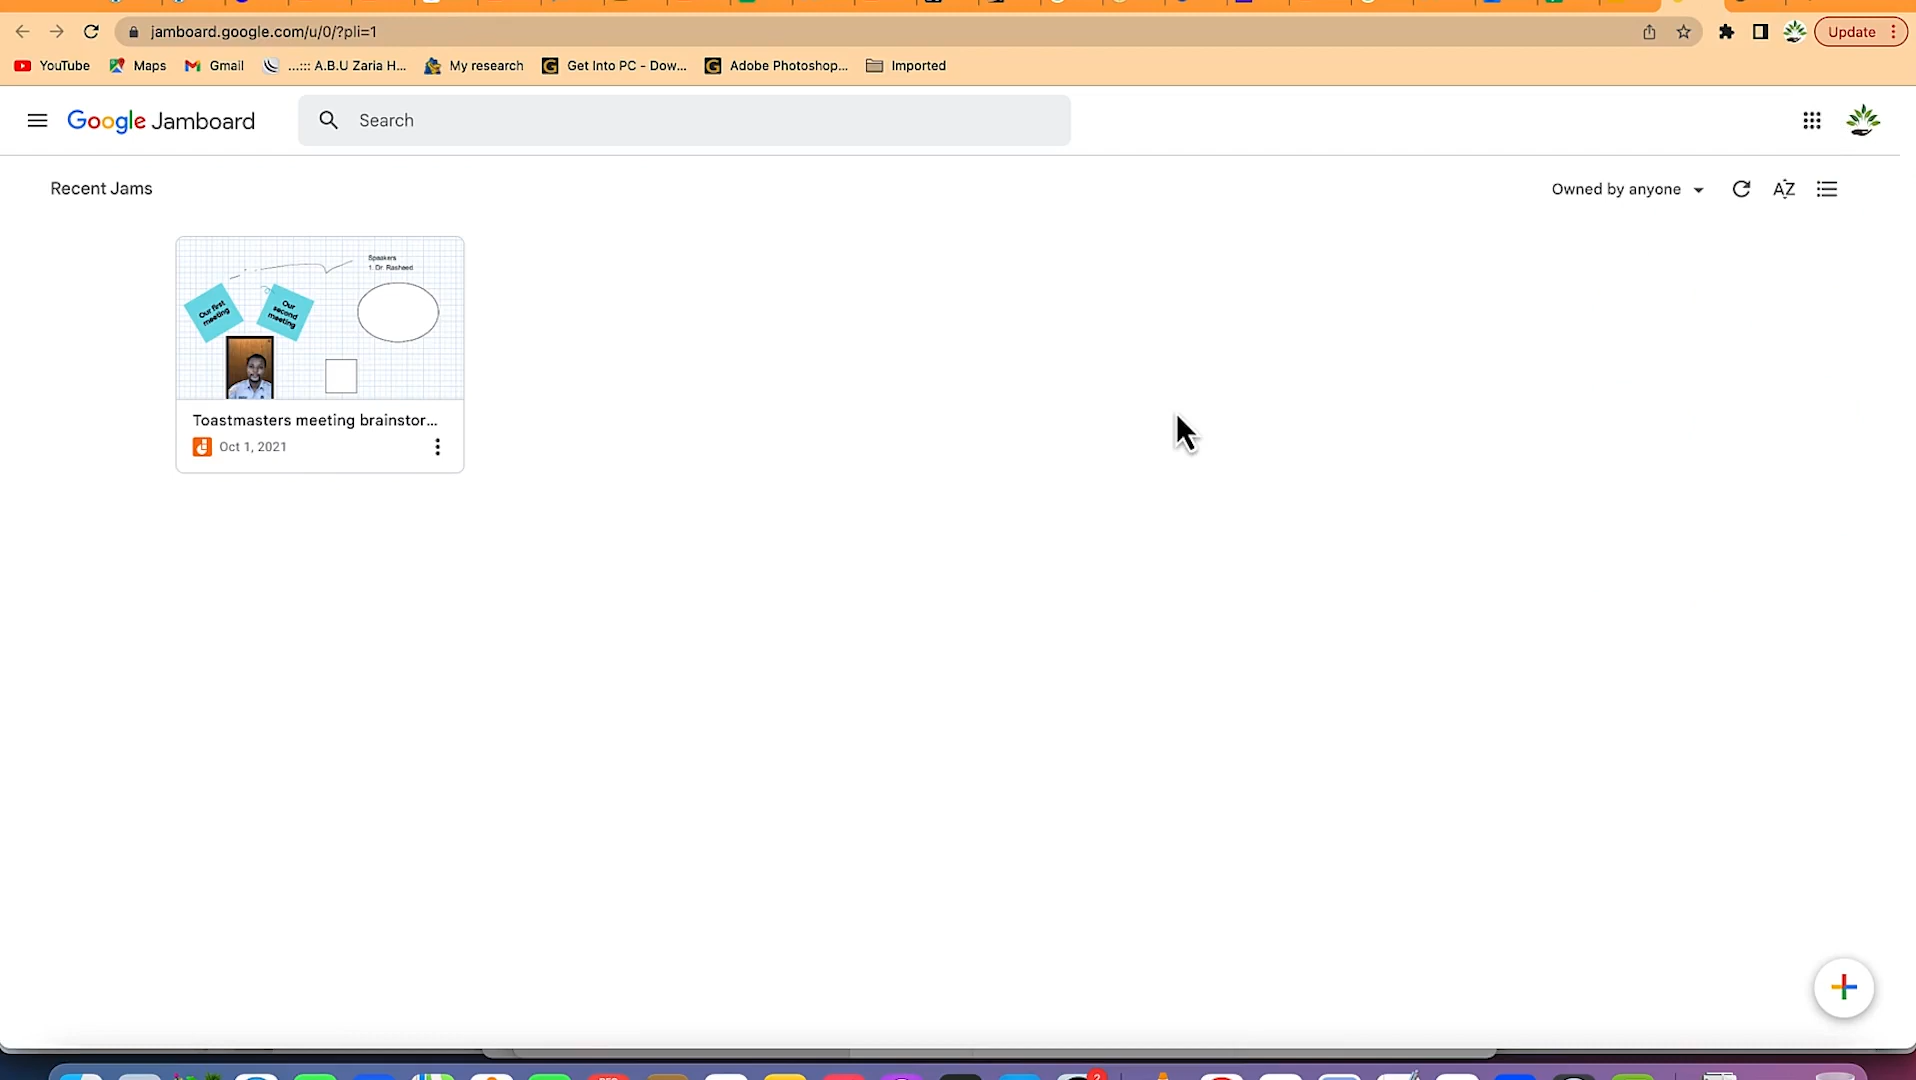 jamboard.google.com/u/0/?pli=1
Update
YouTube
Maps
Gmail
...::: A.B.U Zaria H...
My research
Get Into PC - Dow...
Adobe Photoshop...
Imported
Google Jamboard
Search
Recent Jams
Owned by anyone
AZ
Speakers
1. Dr. Rasheed
Our first
meeting
Our
second
meeting
Toastmasters meeting brainstor...
Oct 1, 2021
2